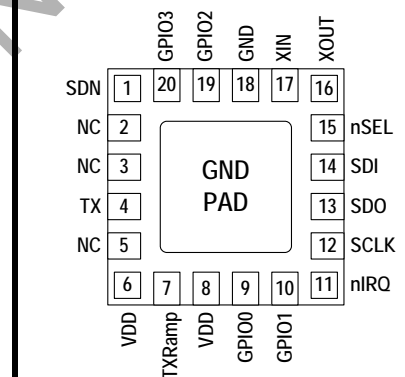 GPIO3
GPIO2
GND
XIN
XOUT
SDN 1 20 19 18 17 16
NC 2 15 nSEL
NC 3 GND 14 SDI
TX 4 PAD 13 SDO
NC 5 12 SCLK
6 7 8 9 10 11 nIRQ
VDD
TXRamp
VDD
GPIO0
GPIO1